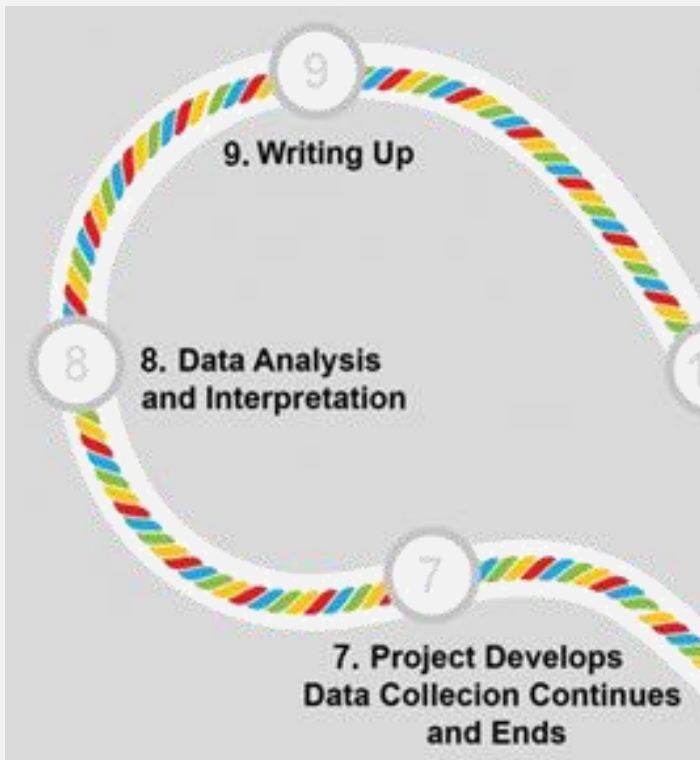 9
9. Writing Up
8
8. Data Analysis
and Interpretation
1
7
7. Project Develops
Data Collecion Continues
and Ends